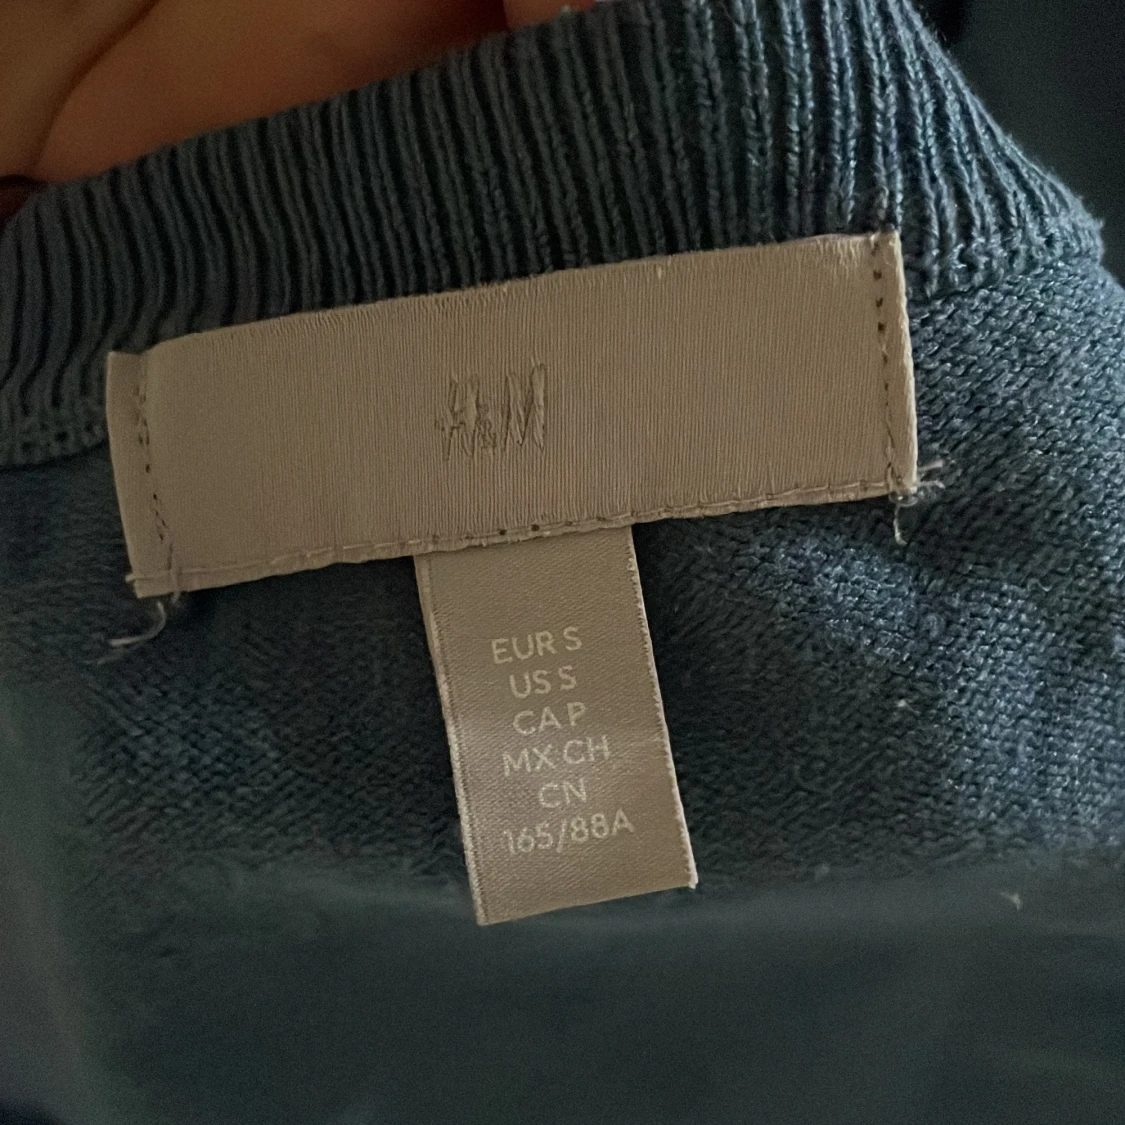 H&M
EUR S
US S
CA P
MX CH
CN
165/88A